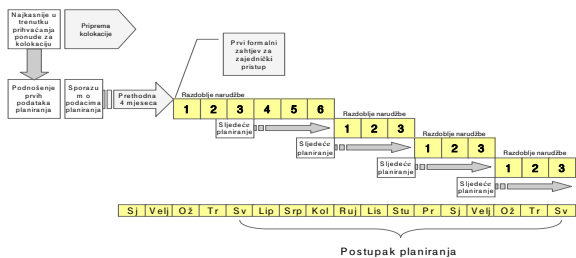 Najkasnije u
trenutku
prihvaćanja
ponude za
kolokaciju
Priprema
kolokacije
Prvi formalni
zahtjev za
zajednički
pristup
Podnošenje
prvih
podataka
planiranja
Sporazu
m o
podacima
planiranja
Prethodna
4 mjeseca
Razdoblje narudžbe
1 2 3 4 5 6
Sljedeće
planiranje
Razdoblje narudžbe
1 2 3
Sljedeće
planiranje
Razdoblje narudžbe
1 2 3
Sljedeće
planiranje
Razdoblje narudžbe
1 2 3
Sljedeće
planiranje
Sj Velj Ož Tr Sv Lip Srp Kol Ruj Lis Stu Pr Sj Velj Ož Tr Sv
Postupak planiranja